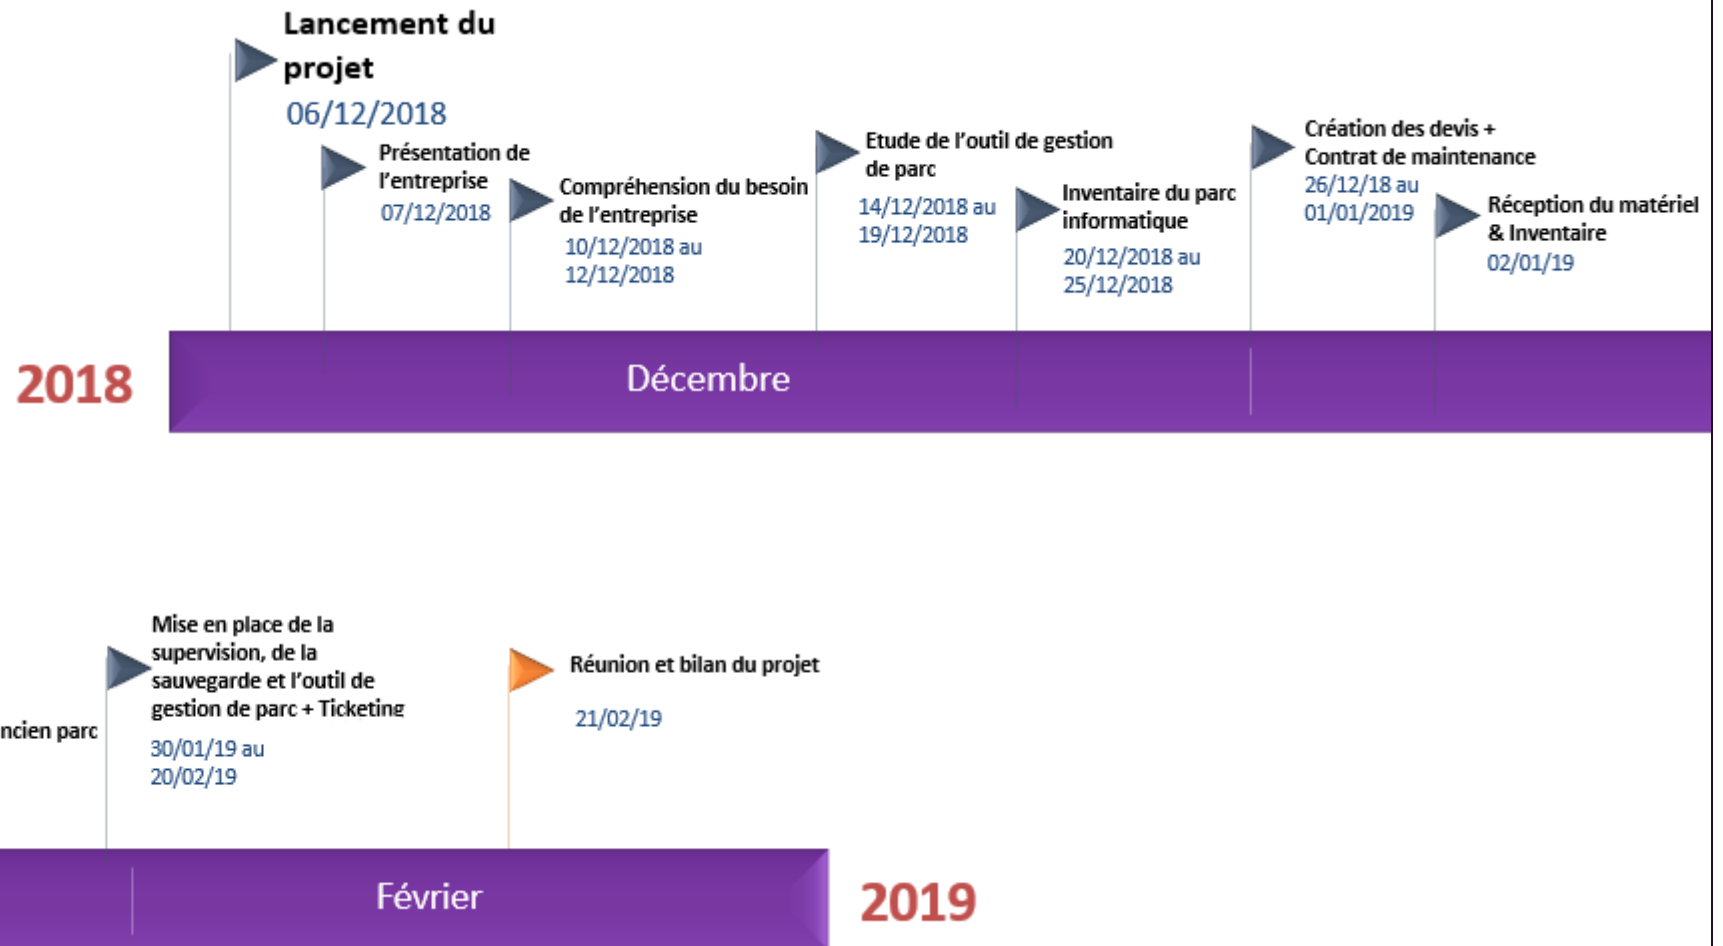 Lancement du
projet
06/12/2018
Présentation de
l'entreprise
07/12/2018
Compréhension du besoin
de l'entreprise
10/12/2018 au
12/12/2018
Etude de l'outil de gestion
de parc
14/12/2018 au
19/12/2018
Inventaire du parc
informatique
20/12/2018 au
25/12/2018
Création des devis +
Contrat de maintenance
26/12/18 au
01/01/2019
Réception du matériel
& Inventaire
02/01/19
2018
Décembre
ncien parc
Mise en place de la
supervision, de la
sauvegarde et l'outil de
gestion de parc + Ticketing
30/01/19 au
20/02/19
Réunion et bilan du projet
21/02/19
Février
2019